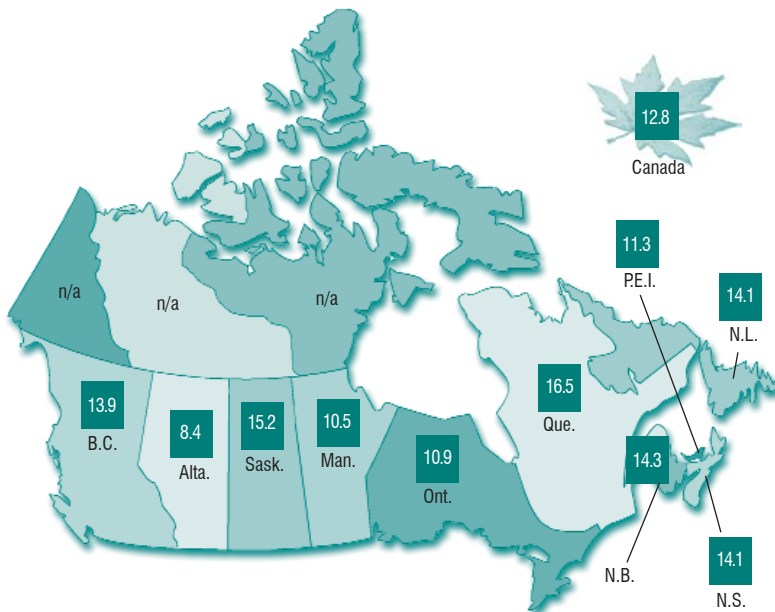 12.8
Canada
11.3
P.E.I.
14.1
N.L.
n/a
n/a
n/a
13.9
B.C.
8.4
Alta.
15.2
Sask.
10.5
Man.
10.9
Ont.
16.5
Que.
14.3
N.B.
14.1
N.S.